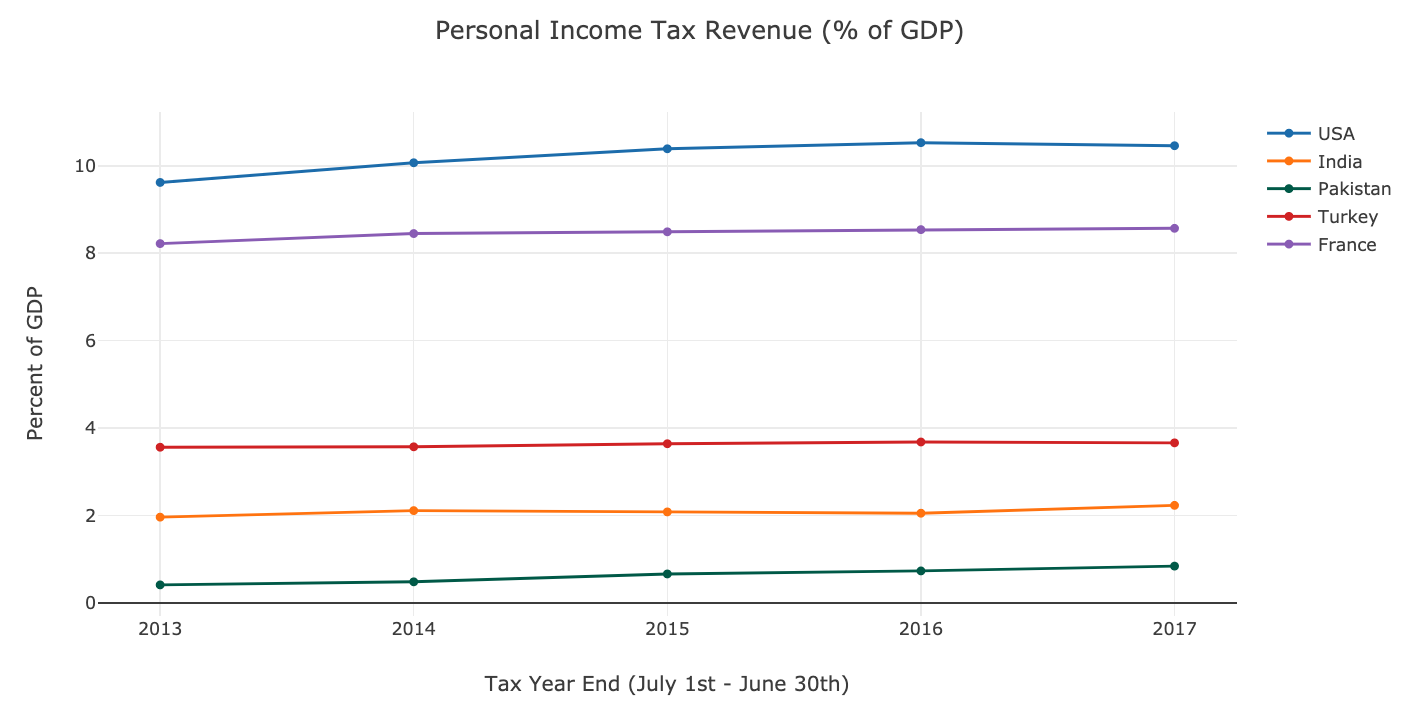 Personal Income Tax Revenue (% of GDP)
USA
India
Pakistan
Turkey
France
Percent of GDP
10
8
6
4
2
0
2013 2014 2015 2016 2017
Tax Year End (July 1st - June 30th)